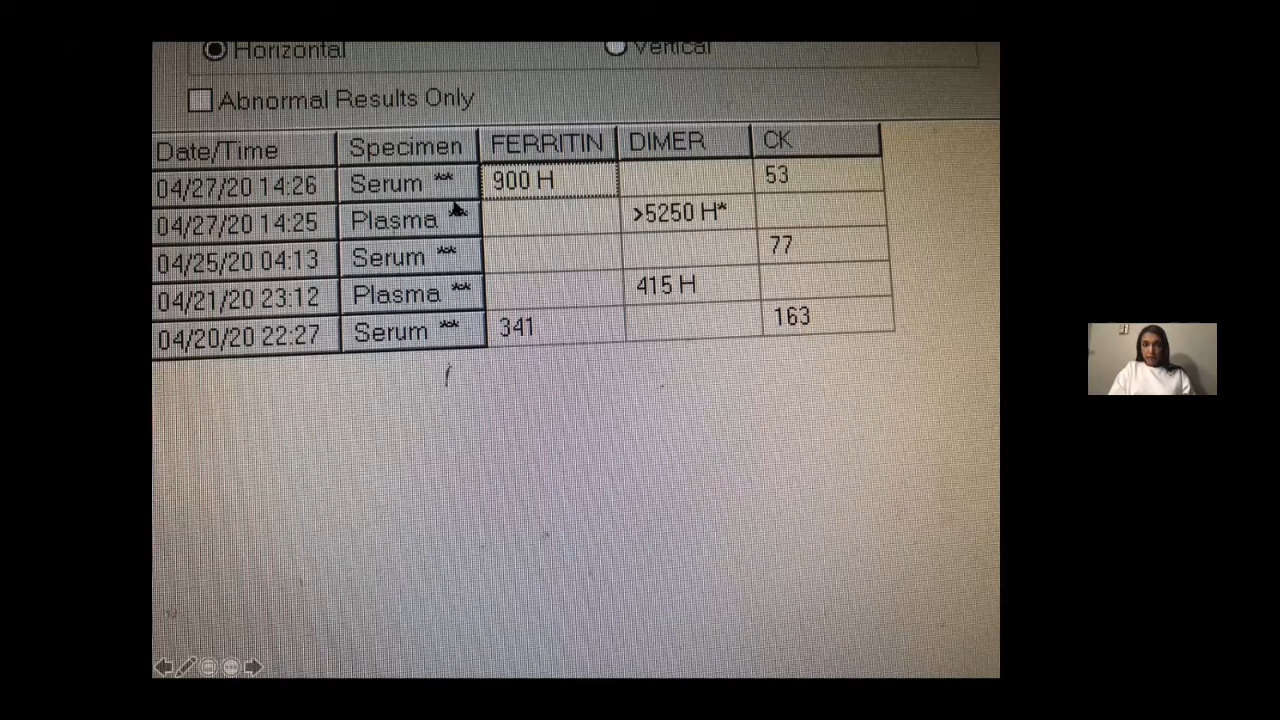 Horizontal Vertical
Abnormal Results Only
Date/Time Specimen FERRITIN DIMER CK
04/27/20 14:26 Serum ** 900 H 53
04/27/20 14:25 Plasma ** >5250 H*
04/25/20 04:13 Serum ** 77
04/21/20 23:12 Plasma ** 415 H
04/20/20 22:27 Serum ** 341 163